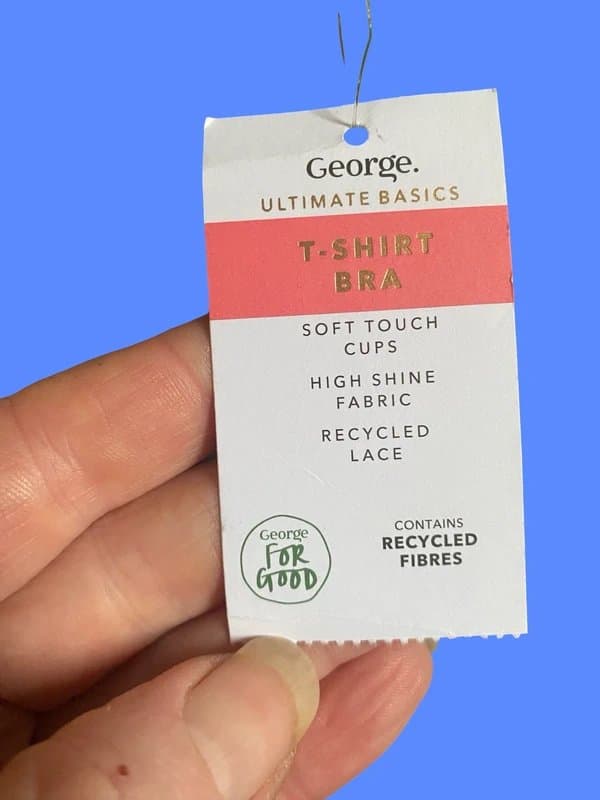 George.
ULTIMATE BASICS
T-SHIRT
BRA
SOFT TOUCH
CUPS
HIGH SHINE
FABRIC
RECYCLED
LACE
George
FOR
GOOD
CONTAINS
RECYCLED
FIBRES